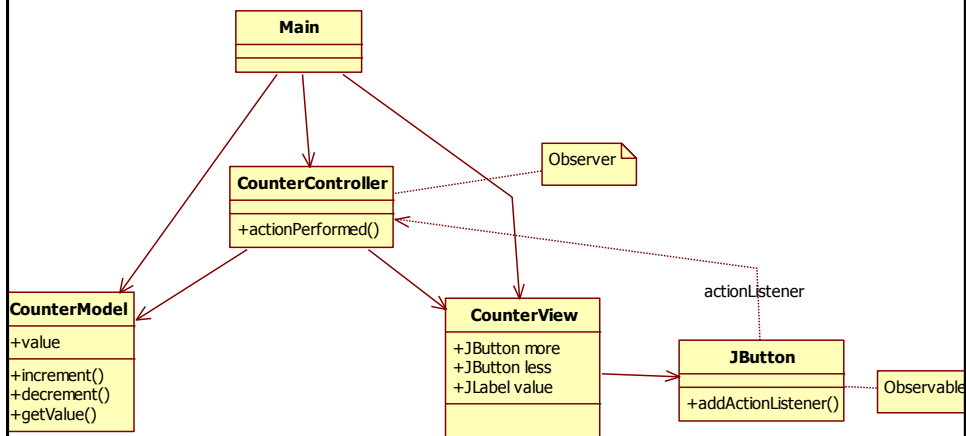 Main
Observer
CounterController
+actionPerformed()
actionListener
CounterModel
+value
+increment()
+decrement()
+getValue()
CounterView
+JButton more
+JButton less
+JLabel value
JButton
+addActionListener()
Observable